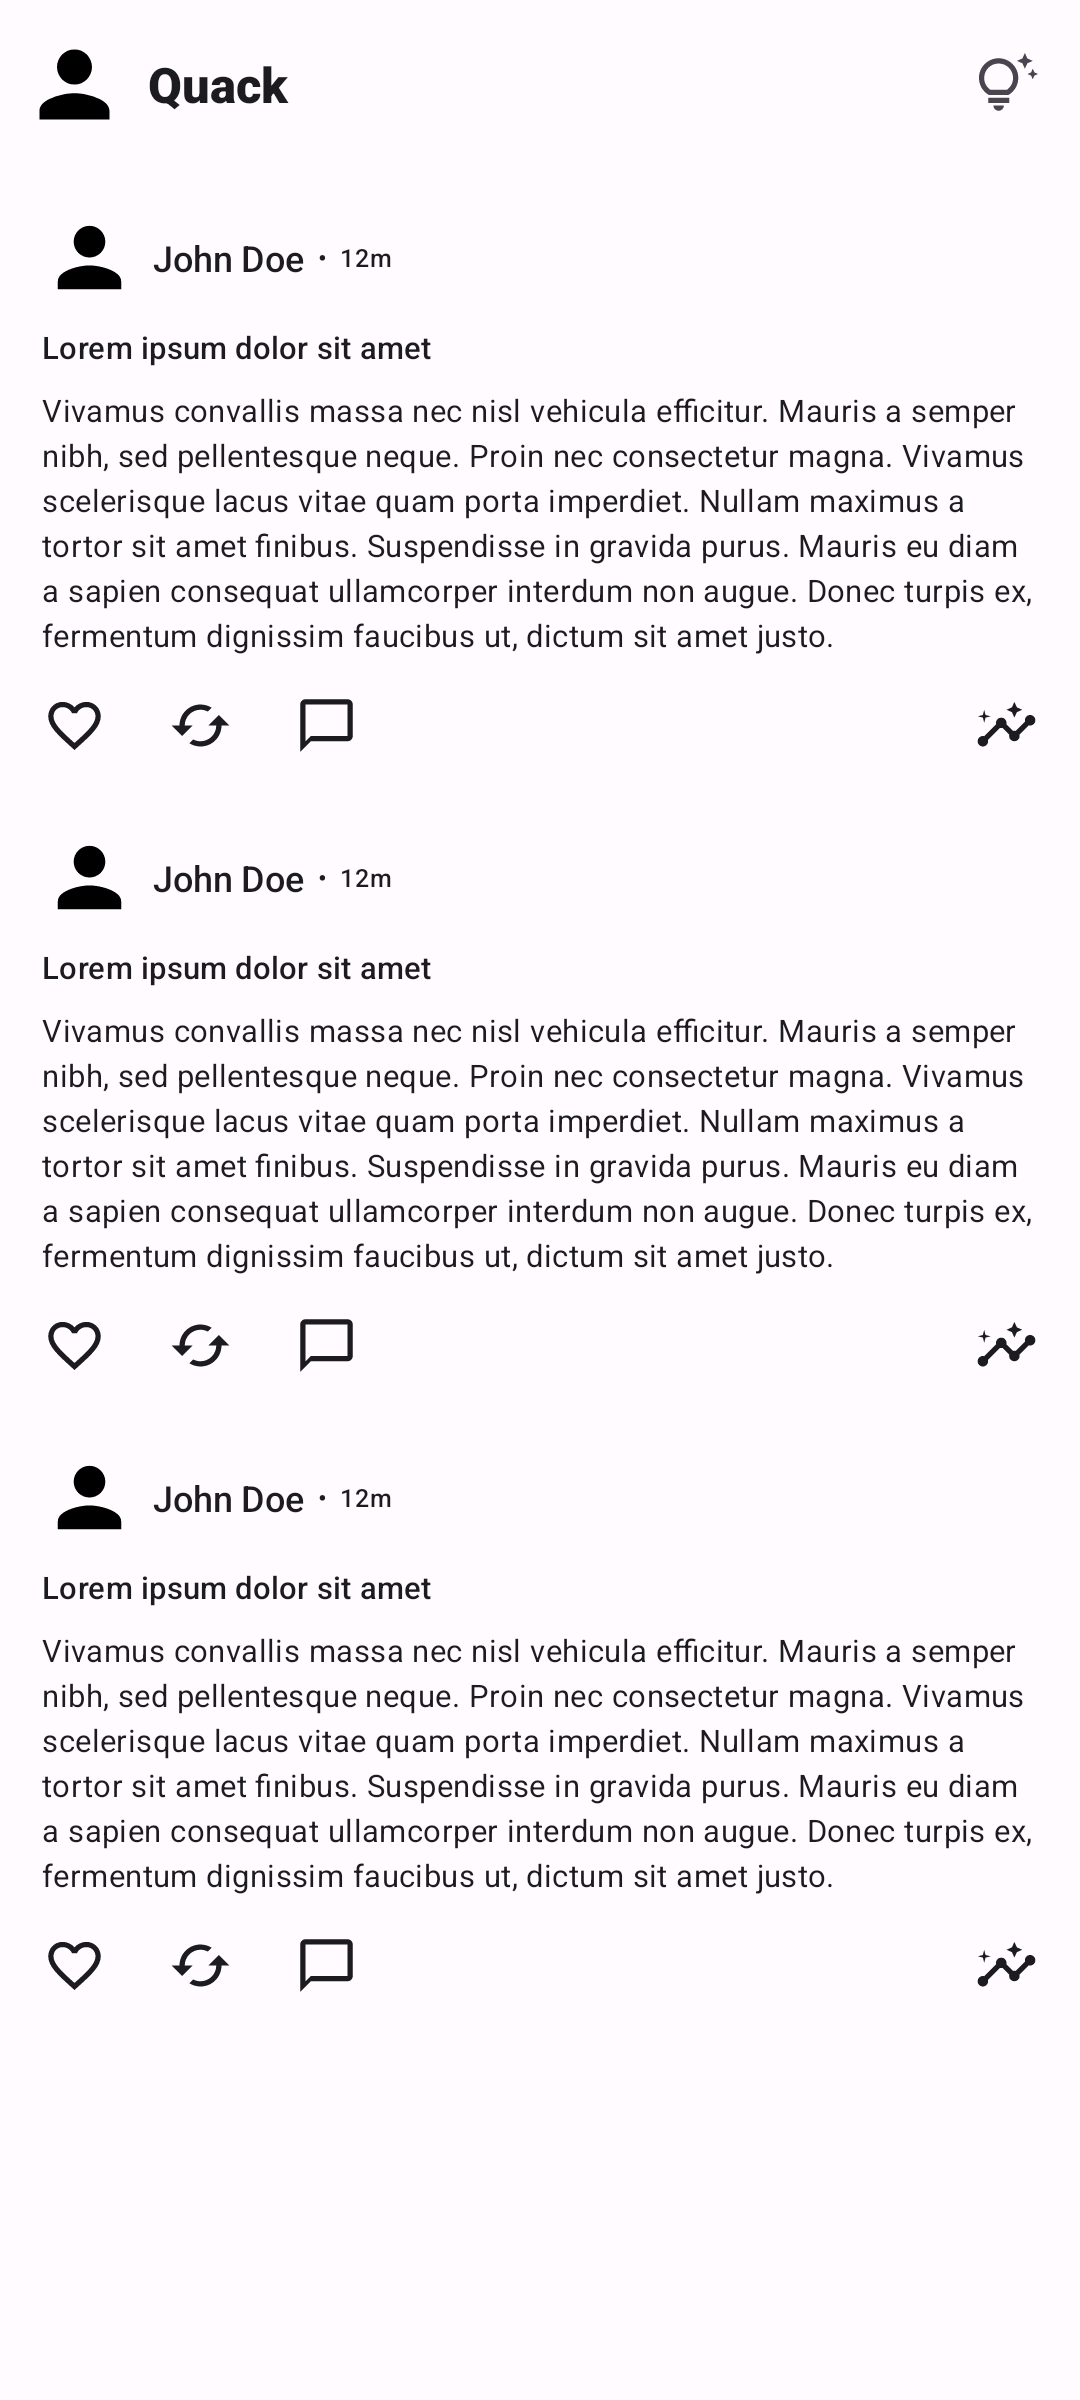 Quack
John Doe • 12m
Lorem ipsum dolor sit amet
Vivamus convallis massa nec nisl vehicula efficitur. Mauris a semper
nibh, sed pellentesque neque. Proin nec consectetur magna. Vivamus
scelerisque lacus vitae quam porta imperdiet. Nullam maximus a
tortor sit amet finibus. Suspendisse in gravida purus. Mauris eu diam
a sapien consequat ullamcorper interdum non augue. Donec turpis ex,
fermentum dignissim faucibus ut, dictum sit amet justo.
John Doe • 12m
Lorem ipsum dolor sit amet
Vivamus convallis massa nec nisl vehicula efficitur. Mauris a semper
nibh, sed pellentesque neque. Proin nec consectetur magna. Vivamus
scelerisque lacus vitae quam porta imperdiet. Nullam maximus a
tortor sit amet finibus. Suspendisse in gravida purus. Mauris eu diam
a sapien consequat ullamcorper interdum non augue. Donec turpis ex,
fermentum dignissim faucibus ut, dictum sit amet justo.
John Doe • 12m
Lorem ipsum dolor sit amet
Vivamus convallis massa nec nisl vehicula efficitur. Mauris a semper
nibh, sed pellentesque neque. Proin nec consectetur magna. Vivamus
scelerisque lacus vitae quam porta imperdiet. Nullam maximus a
tortor sit amet finibus. Suspendisse in gravida purus. Mauris eu diam
a sapien consequat ullamcorper interdum non augue. Donec turpis ex,
fermentum dignissim faucibus ut, dictum sit amet justo.